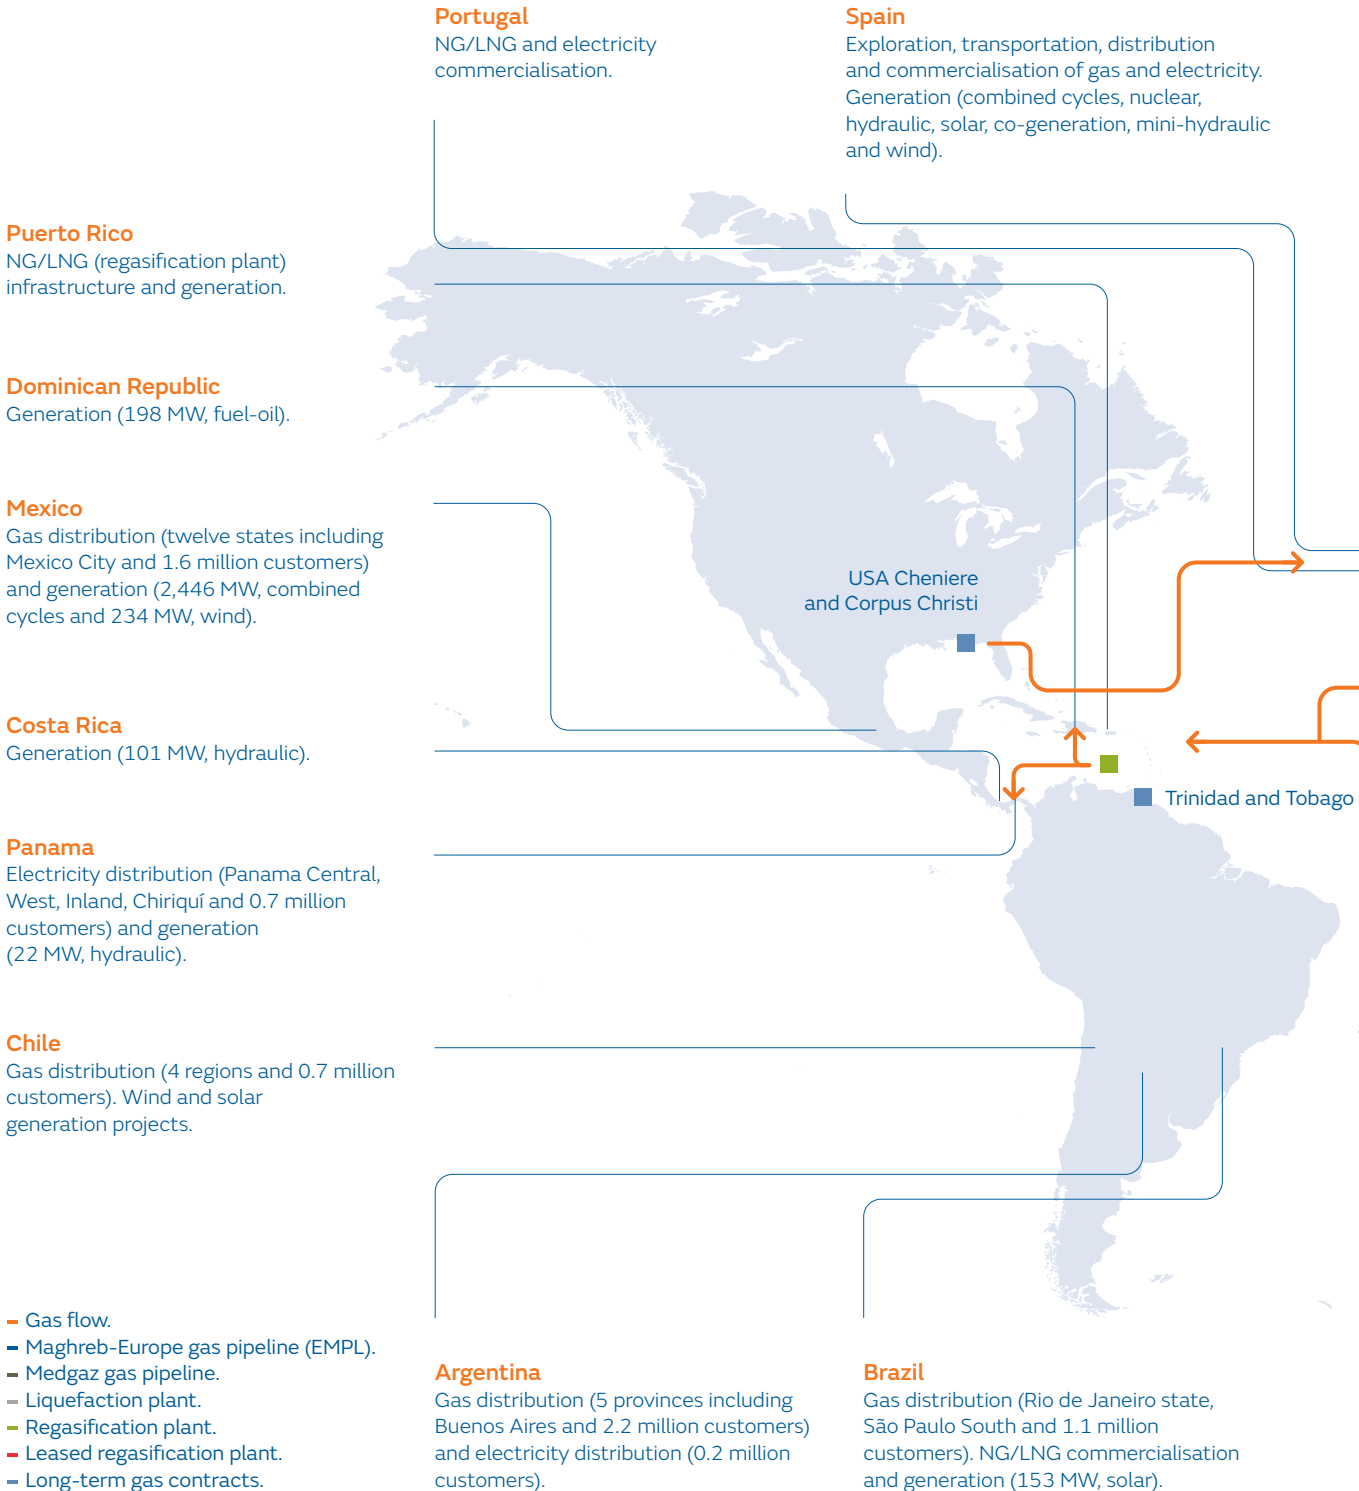 Portugal
NG/LNG and electricity
commercialisation.
Spain
Exploration, transportation, distribution
and commercialisation of gas and electricity.
Generation (combined cycles, nuclear,
hydraulic, solar, co-generation, mini-hydraulic
and wind).
Puerto Rico
NG/LNG (regasification plant)
infrastructure and generation.
Dominican Republic
Generation (198 MW, fuel-oil).
Mexico
Gas distribution (twelve states including
Mexico City and 1.6 million customers)
and generation (2,446 MW, combined
cycles and 234 MW, wind).
USA Cheniere
and Corpus Christi
Costa Rica
Generation (101 MW, hydraulic).
Trinidad and Tobago
Panama
Electricity distribution (Panama Central,
West, Inland, Chiriquí and 0.7 million
customers) and generation
(22 MW, hydraulic).
Chile
Gas distribution (4 regions and 0.7 million
customers). Wind and solar
generation projects.
Gas flow.
Maghreb-Europe gas pipeline (EMPL).
Medgaz gas pipeline.
Liquefaction plant.
Regasification plant.
Leased regasification plant.
Long-term gas contracts.
Argentina
Gas distribution (5 provinces including
Buenos Aires and 2.2 million customers)
and electricity distribution (0.2 million
customers).
Brazil
Gas distribution (Rio de Janeiro state,
São Paulo South and 1.1 million
customers). NG/LNG commercialisation
and generation (153 MW, solar).